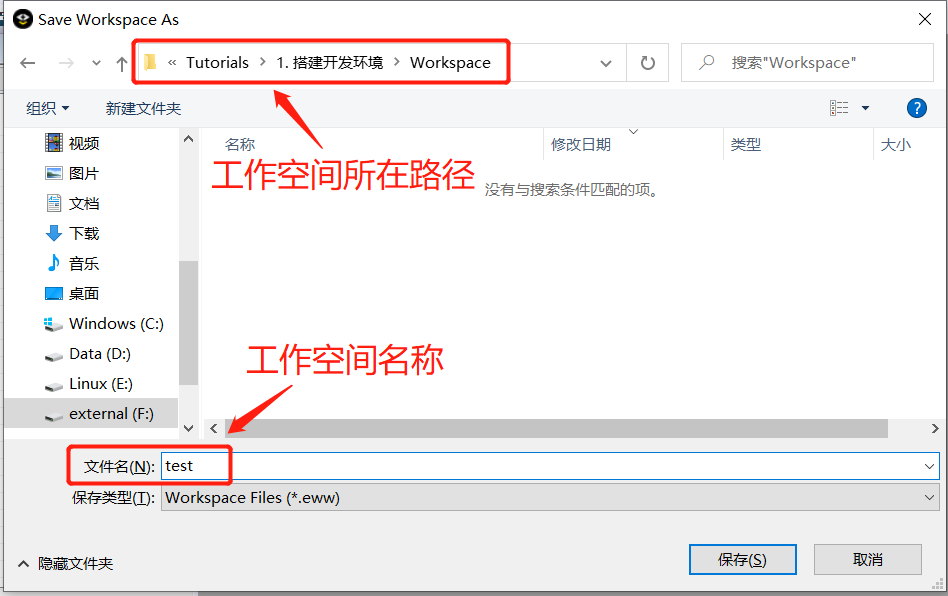 Save Workspace As
« Tutorials > 1. 搭建开发环境 > Workspace
搜索"Workspace"
组织
新建文件夹
视频
图片
文档
下载
音乐
桌面
Windows (C:)
Data (D:)
Linux (E:)
external (F:)
名称
修改日期
类型
大小
工作空间所在路径
没有与搜索条件匹配的项。
工作空间名称
文件名(N):
test
保存类型(T):
Workspace Files (*.eww)
隐藏文件夹
保存(S)
取消